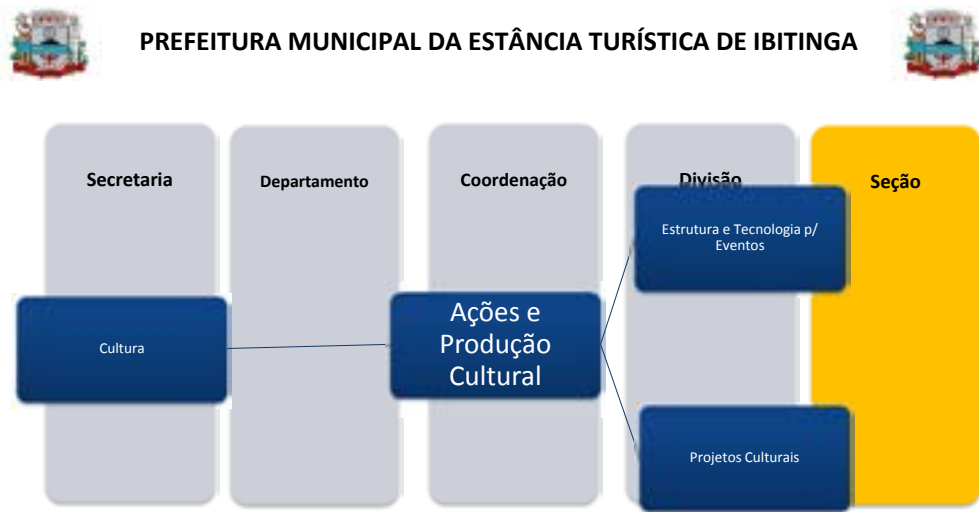 PREFEITURA MUNICIPAL DA ESTÂNCIA TURÍSTICA DE IBITINGA
Secretaria
Departamento
Coordenação
Divisão
Seção
Estrutura e Tecnologia p/
Eventos
Cultura
Ações e
Produção
Cultural
Projetos Culturais